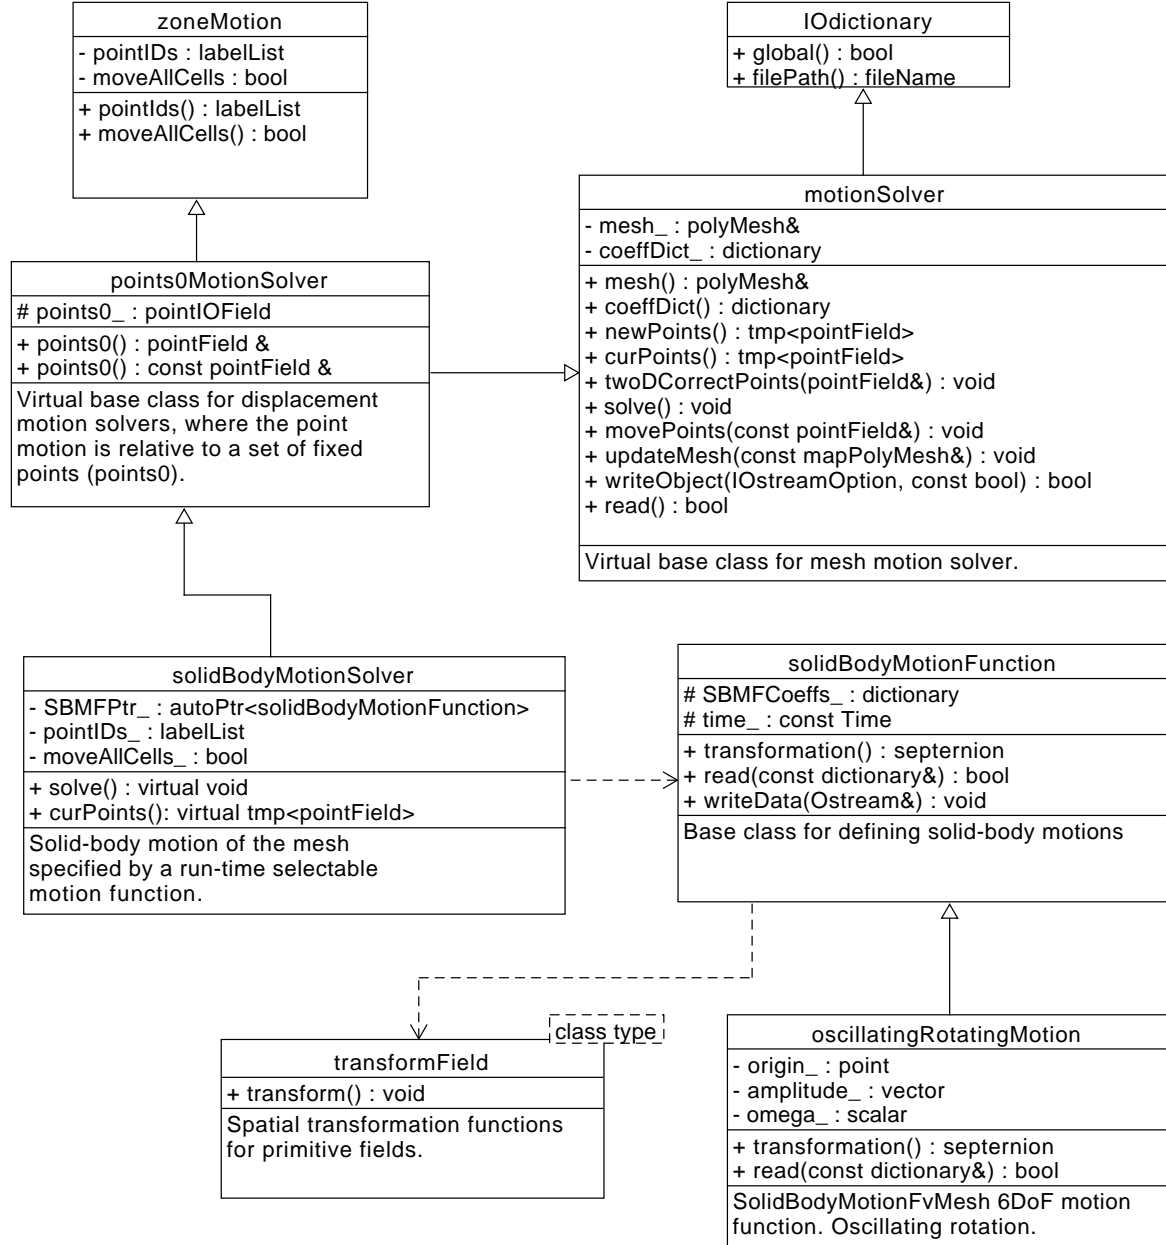 zoneMotion
- pointIDs : labelList
- moveAllCells : bool
+ pointIds() : labelList
+ moveAllCells() : bool
IOdictionary
+ global() : bool
+ filePath() : fileName
motionSolver
- mesh_ : polyMesh&
- coeffDict_ : dictionary
+ mesh() : polyMesh&
+ coeffDict() : dictionary
+ newPoints() : tmp<pointField>
+ curPoints() : tmp<pointField>
+ twoDCorrectPoints(pointField&) : void
+ solve() : void
+ movePoints(const pointField&) : void
+ updateMesh(const mapPolyMesh&) : void
+ writeObject(IOstreamOption, const bool) : bool
+ read() : bool
Virtual base class for mesh motion solver.
points0MotionSolver
# points0_ : pointIOField
+ points0() : pointField &
+ points0() : const pointField &
Virtual base class for displacement
motion solvers, where the point
motion is relative to a set of fixed
points (points0).
solidBodyMotionSolver
- SBMFPtr_ : autoPtr<solidBodyMotionFunction>
- pointIDs_ : labelList
- moveAllCells_ : bool
+ solve() : virtual void
+ curPoints(): virtual tmp<pointField>
Solid-body motion of the mesh
specified by a run-time selectable
motion function.
solidBodyMotionFunction
# SBMFCoeffs_ : dictionary
# time_ : const Time
+ transformation() : septernion
+ read(const dictionary&) : bool
+ writeData(Ostream&) : void
Base class for defining solid-body motions
class type
transformField
+ transform() : void
Spatial transformation functions
for primitive fields.
oscillatingRotatingMotion
- origin_ : point
- amplitude_ : vector
- omega_ : scalar
+ transformation() : septernion
+ read(const dictionary&) : bool
SolidBodyMotionFvMesh 6DoF motion
function. Oscillating rotation.